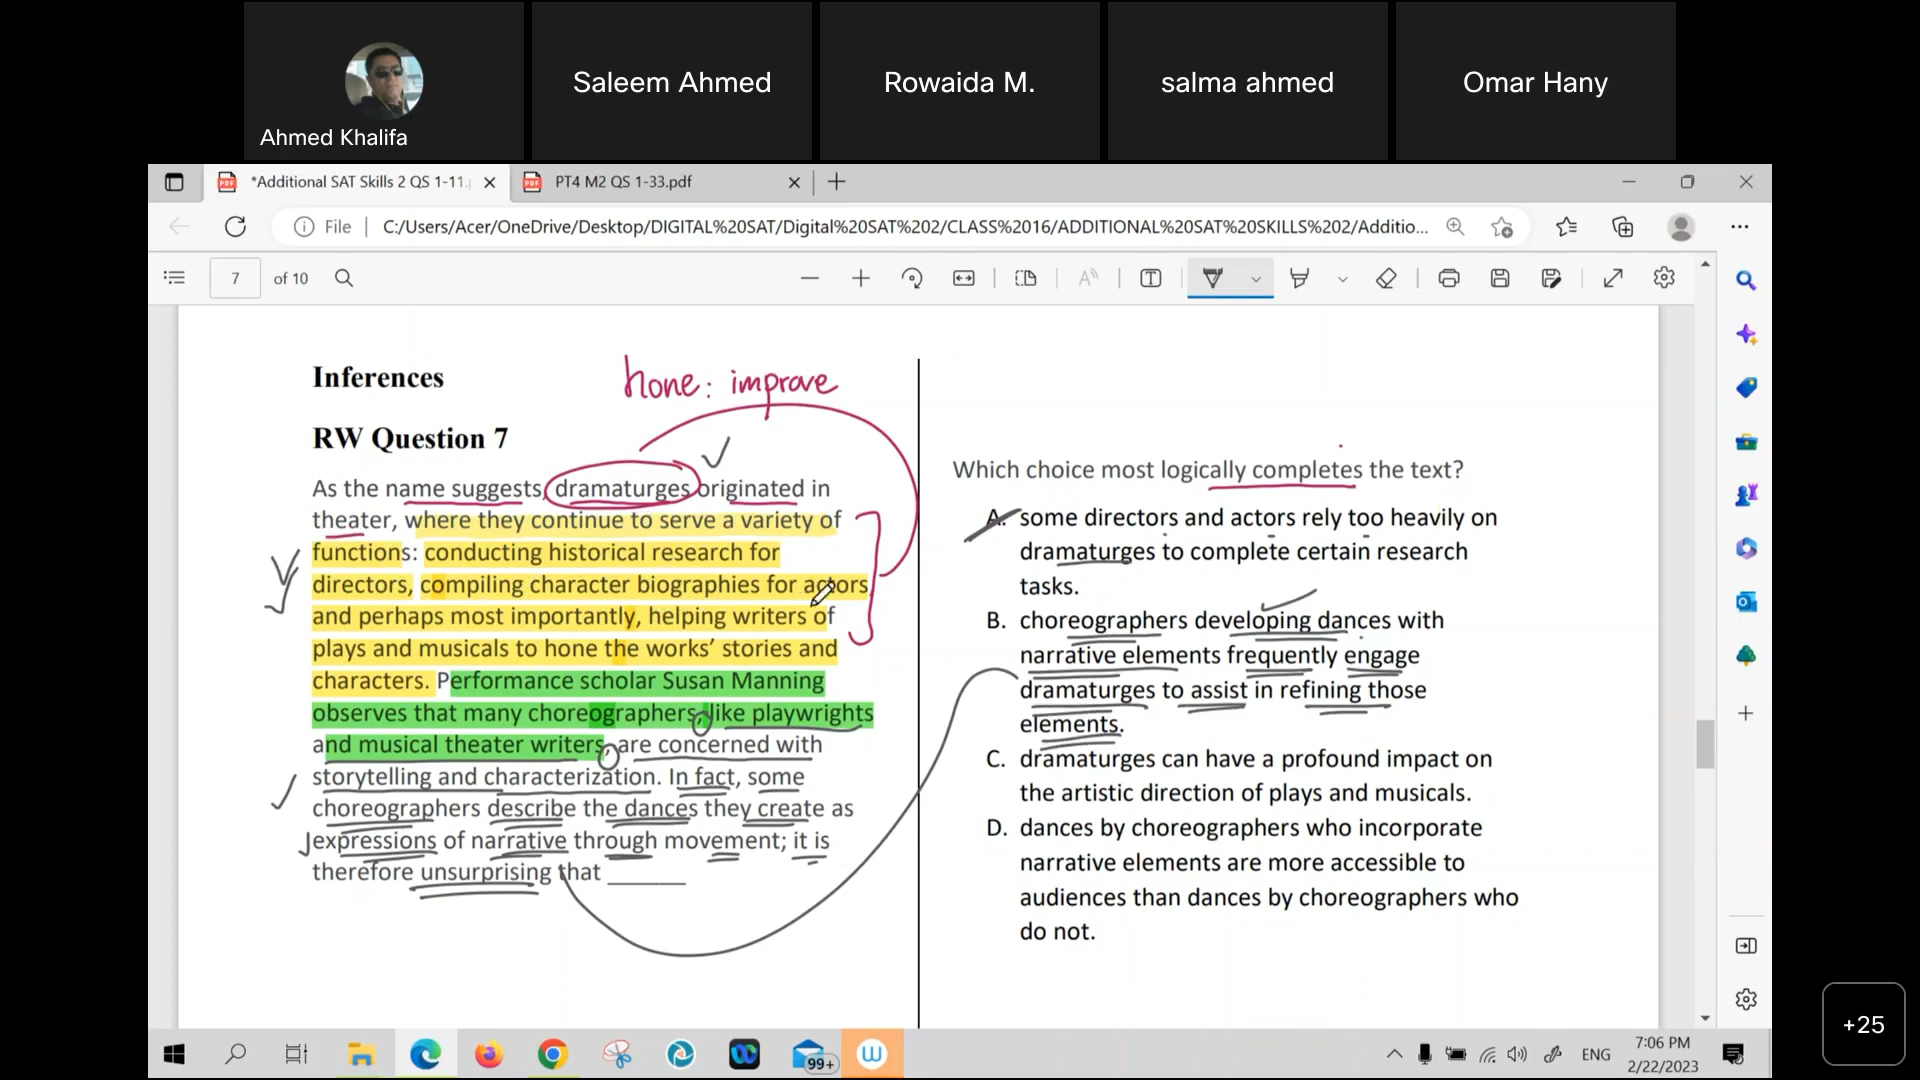 Ahmed Khalifa
Saleem Ahmed
Rowaida M.
salma ahmed
Omar Hany
*Additional SAT Skills 2 QS 1-11.
PT4 M2 QS 1-33.pdf
File
C:/Users/Acer/OneDrive/Desktop/DIGITAL%20SAT/Digital%20SAT%202/CLASS%2016/ADDITIONAL%20SAT%20SKILLS%202/Additio...
7 of 10
Inferences
hone: improve
RW Question 7
As the name suggests, dramaturges originated in
theater, where they continue to serve a variety of
functions: conducting historical research for
directors, compiling character biographies for actors,
and perhaps most importantly, helping writers of
plays and musicals to hone the works’ stories and
characters. Performance scholar Susan Manning
observes that many choreographers, like playwrights
and musical theater writers, are concerned with
storytelling and characterization. In fact, some
choreographers describe the dances they create as
expressions of narrative through movement; it is
therefore unsurprising that ______
Which choice most logically completes the text?
A. some directors and actors rely too heavily on
dramaturges to complete certain research
tasks.
B. choreographers developing dances with
narrative elements frequently engage
dramaturges to assist in refining those
elements.
C. dramaturges can have a profound impact on
the artistic direction of plays and musicals.
D. dances by choreographers who incorporate
narrative elements are more accessible to
audiences than dances by choreographers who
do not.
+25
99+
ENG
7:06 PM
2/22/2023